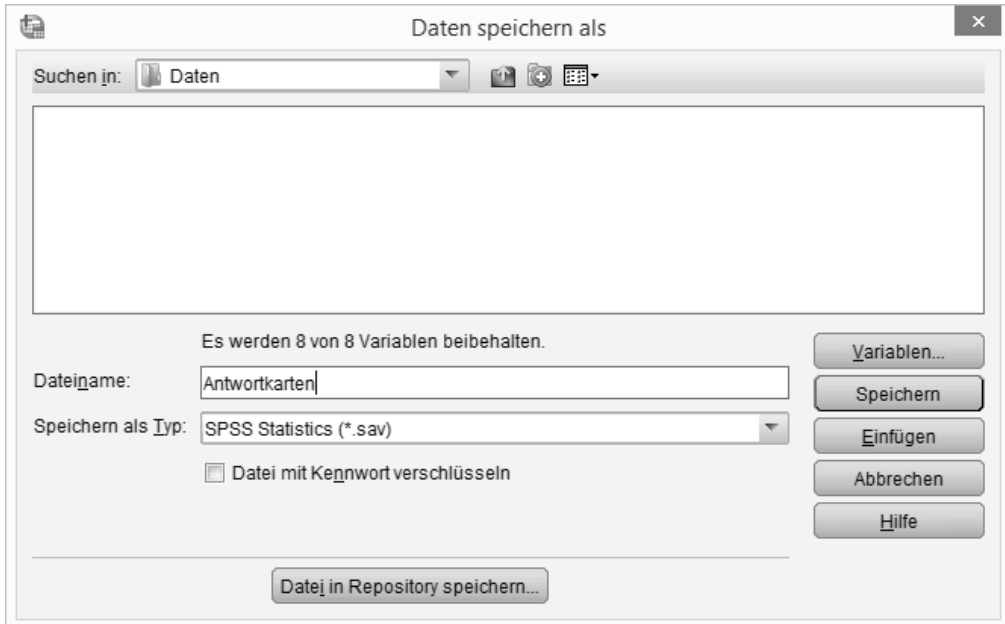 Daten speichern als
Suchen in: Daten
Es werden 8 von 8 Variablen beibehalten.
Variablen...
Dateiname: Antwortkarten
Speichern
Speichern als Typ: SPSS Statistics (*.sav)
Einfügen
Datei mit Kennwort verschlüsseln
Abbrechen
Hilfe
Datei in Repository speichern...